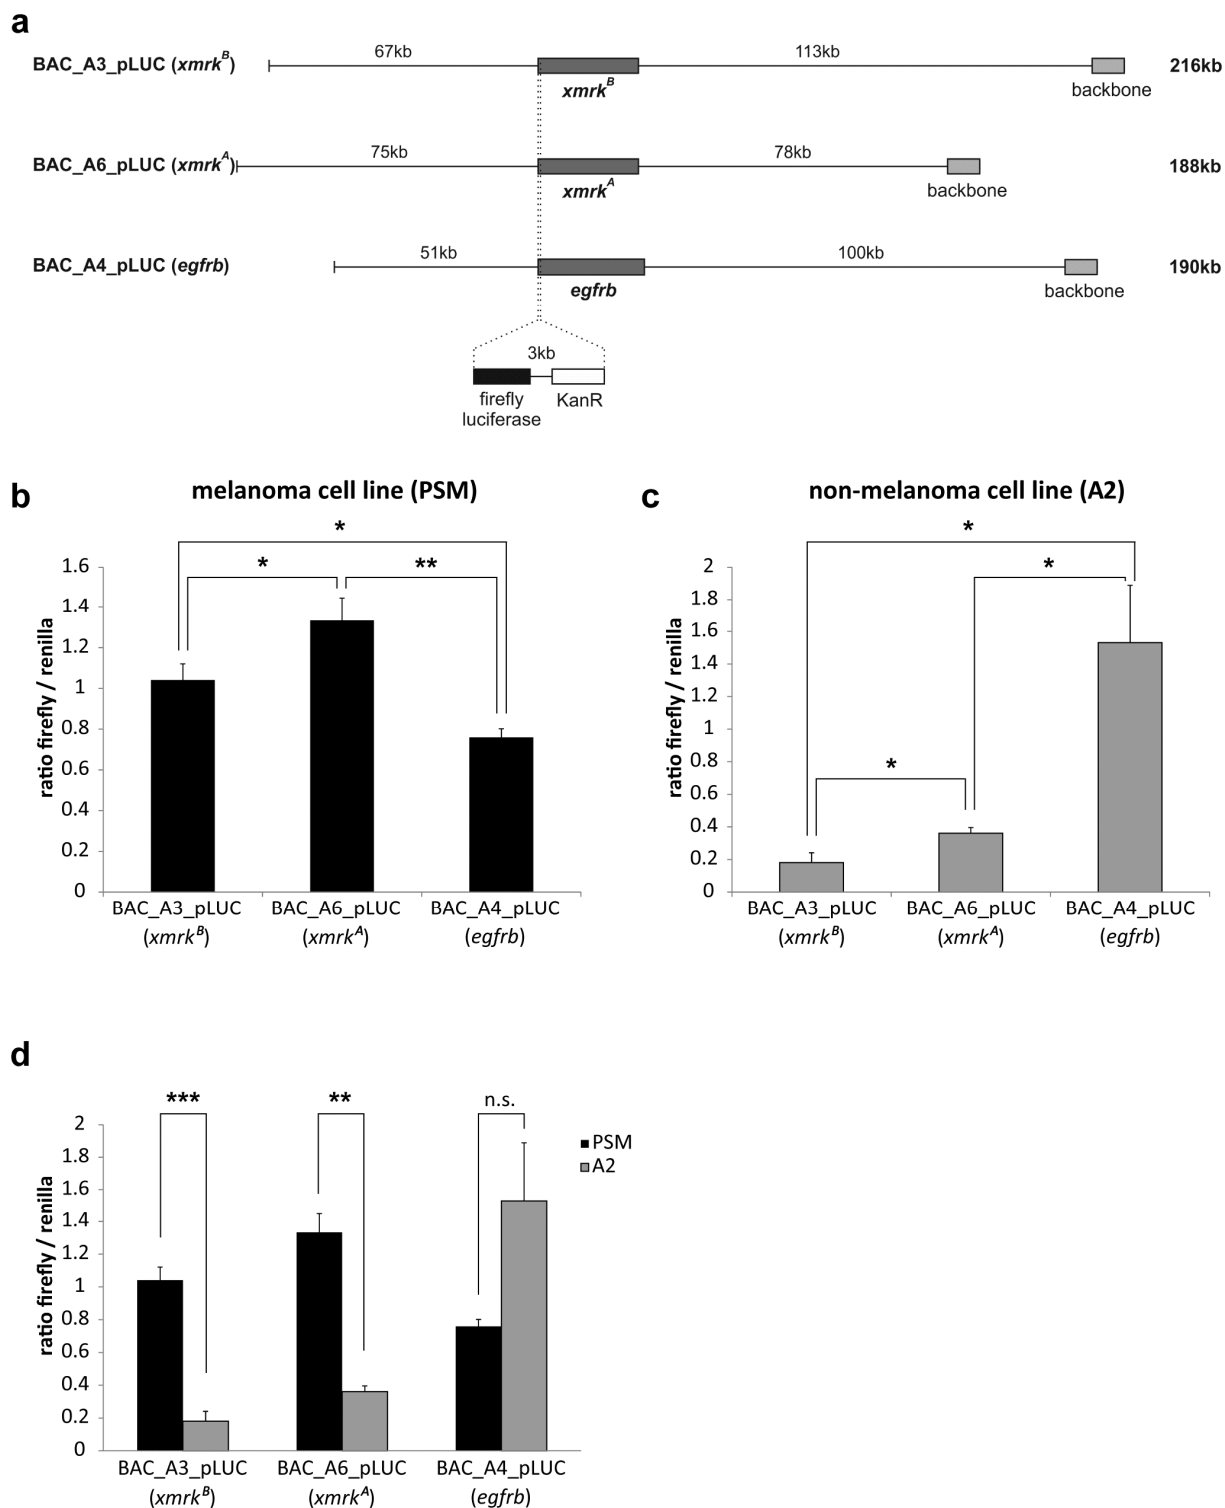 a
67kb
113kb
BAC_A3_pLUC (xmrkᴮ)
216kb
xmrkᴮ
backbone
75kb
78kb
BAC_A6_pLUC (xmrkᴬ)
188kb
xmrkᴬ
backbone
51kb
100kb
BAC_A4_pLUC (egfrb)
190kb
egfrb
backbone
3kb
firefly
luciferase
KanR
b
melanoma cell line (PSM)
*
*
**
ratio firefly / renilla
1.6
1.4
1.2
1
0.8
0.6
0.4
0.2
0
BAC_A3_pLUC
(xmrkᴮ)
BAC_A6_pLUC
(xmrkᴬ)
BAC_A4_pLUC
(egfrb)
c
non-melanoma cell line (A2)
*
*
*
ratio firefly / renilla
2
1.8
1.6
1.4
1.2
1
0.8
0.6
0.4
0.2
0
BAC_A3_pLUC
(xmrkᴮ)
BAC_A6_pLUC
(xmrkᴬ)
BAC_A4_pLUC
(egfrb)
d
***
**
n.s.
PSM
A2
ratio firefly / renilla
2
1.8
1.6
1.4
1.2
1
0.8
0.6
0.4
0.2
0
BAC_A3_pLUC
(xmrkᴮ)
BAC_A6_pLUC
(xmrkᴬ)
BAC_A4_pLUC
(egfrb)